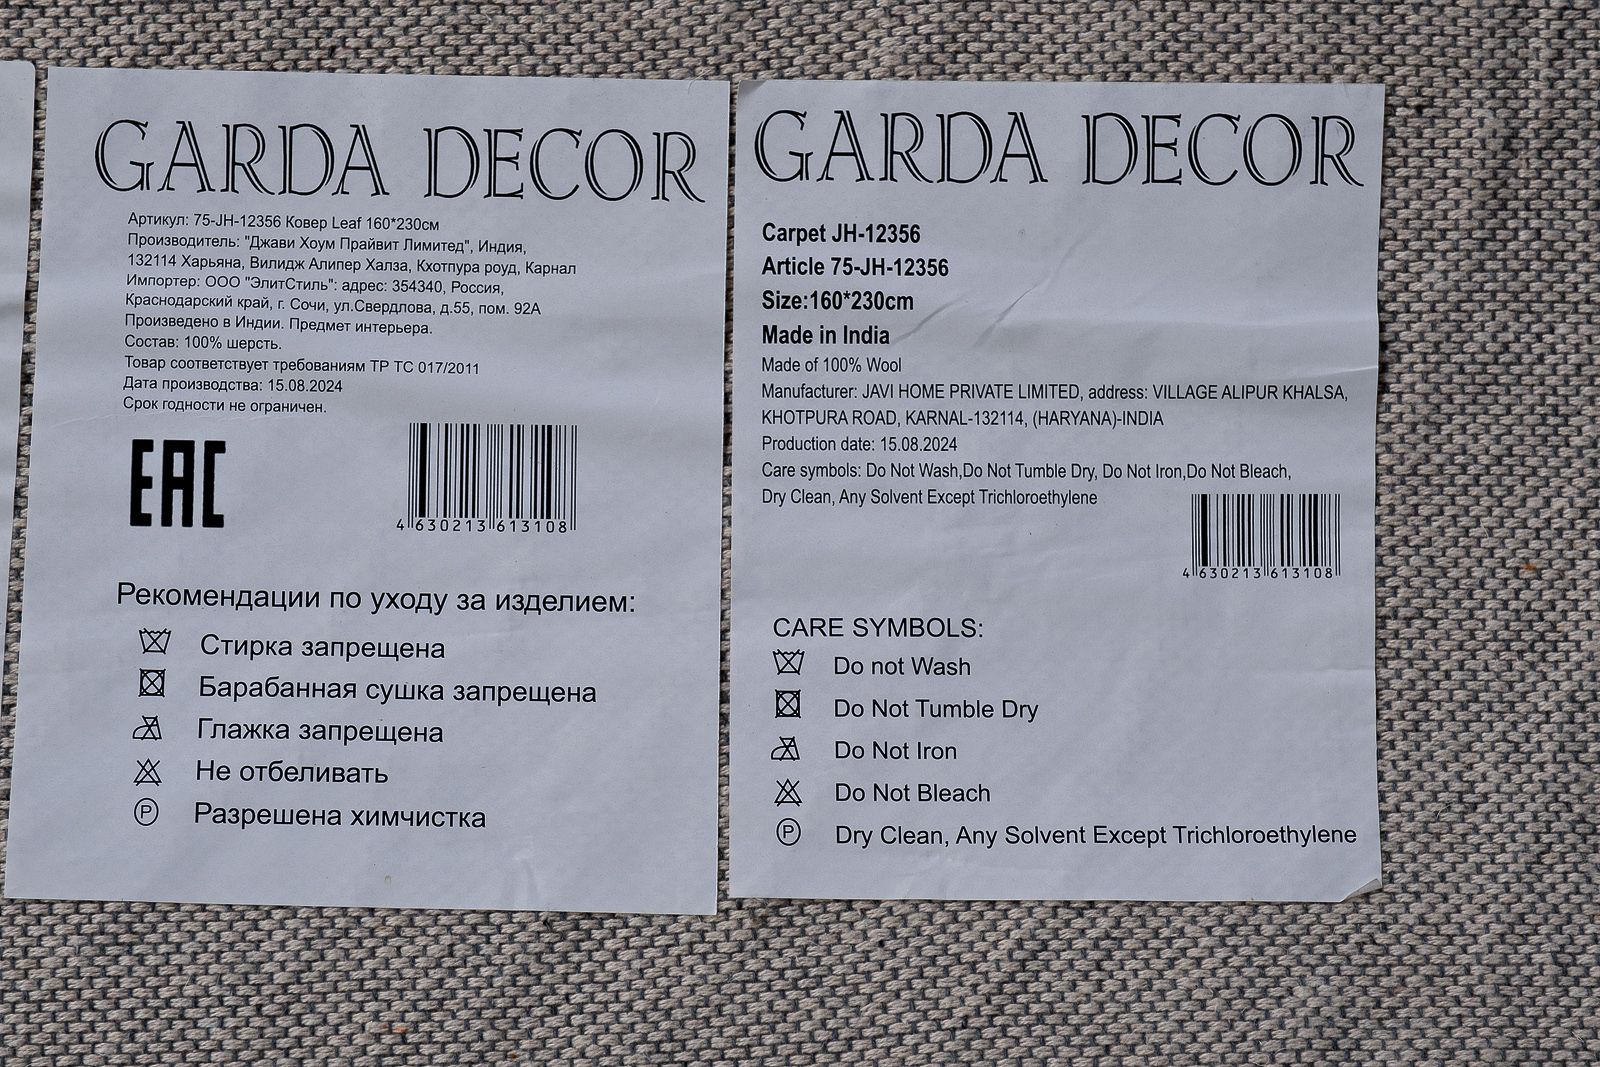 GARDA DECOR
Артикул: 75-JH-12356 Ковер Leaf 160*230см
Производитель: "Джави Хоум Прайвит Лимитед", Индия,
132114 Харьяна, Вилидж Алипер Халза, Кхотпура роуд, Карнал
Импортер: ООО "ЭлитСтиль": адрес: 354340, Россия,
Краснодарский край, г. Сочи, ул.Свердлова, д.55, пом. 92А
Произведено в Индии. Предмет интерьера.
Состав: 100% шерсть.
Товар соответствует требованиям ТР ТС 017/2011
Дата производства: 15.08.2024
Срок годности не ограничен.
EAC
4 630213 613108
Рекомендации по уходу за изделием:
Стирка запрещена
Барабанная сушка запрещена
Глажка запрещена
Не отбеливать
P Разрешена химчистка
GARDA DECOR
Carpet JH-12356
Article 75-JH-12356
Size:160*230cm
Made in India
Made of 100% Wool
Manufacturer: JAVI HOME PRIVATE LIMITED, address: VILLAGE ALIPUR KHALSA,
KHOTPURA ROAD, KARNAL-132114, (HARYANA)-INDIA
Production date: 15.08.2024
Care symbols: Do Not Wash,Do Not Tumble Dry, Do Not Iron,Do Not Bleach,
Dry Clean, Any Solvent Except Trichloroethylene
4 630213 613108
CARE SYMBOLS:
Do not Wash
Do Not Tumble Dry
Do Not Iron
Do Not Bleach
P Dry Clean, Any Solvent Except Trichloroethylene